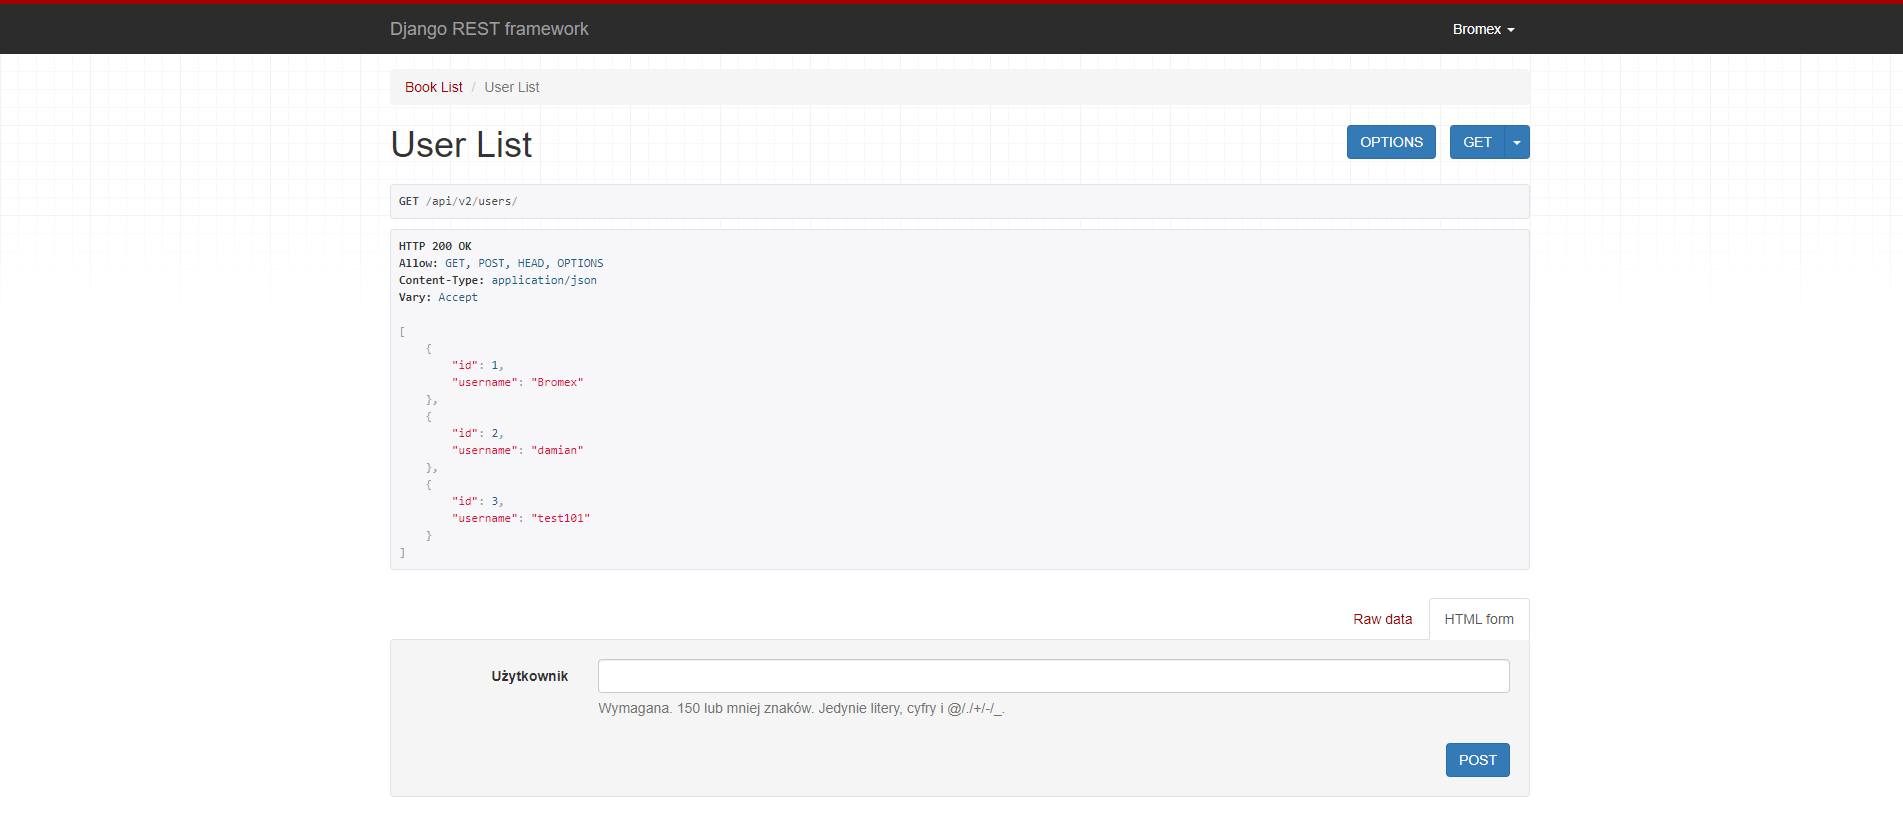 Django REST framework
Bromex
Book List / User List
User List
OPTIONS
GET
GET /api/v2/users/
HTTP 200 OK
Allow: GET, POST, HEAD, OPTIONS
Content-Type: application/json
Vary: Accept
[
    {
        "id": 1,
        "username": "Bromex"
    },
    {
        "id": 2,
        "username": "damian"
    },
    {
        "id": 3,
        "username": "test101"
    }
]
Raw data
HTML form
Użytkownik
Wymagana. 150 lub mniej znaków. Jedynie litery, cyfry i @/./+/-/_.
POST